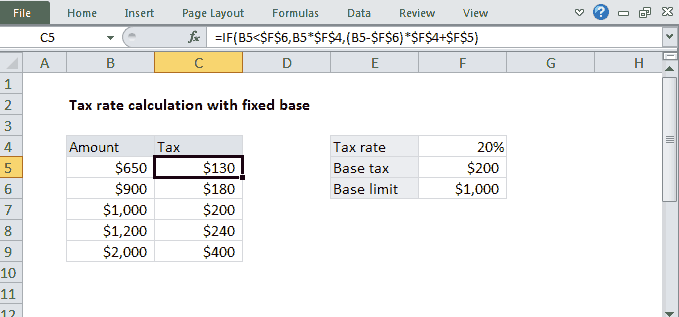 File Home Insert Page Layout Formulas Data Review View
C5 fx =IF(B5<$F$6,B5*$F$4,(B5-$F$6)*$F$4+$F$5)
A B C D E F G H
1
2 Tax rate calculation with fixed base
3
4 Amount Tax Tax rate 20%
5 $650 $130 Base tax $200
6 $900 $180 Base limit $1,000
7 $1,000 $200
8 $1,200 $240
9 $2,000 $400
10
11
12